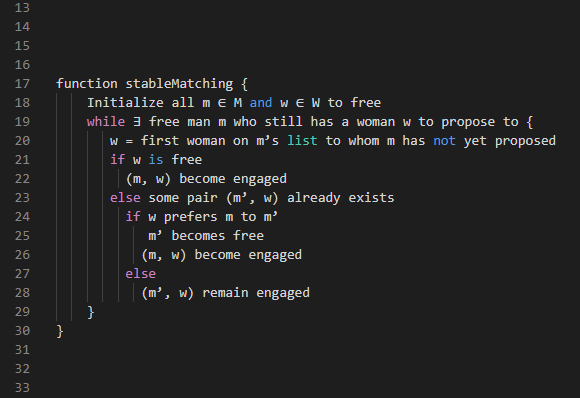 13
14
15
16
17 function stableMatching {
18 Initialize all m ∈ M and w ∈ W to free
19 while ∃ free man m who still has a woman w to propose to {
20 w = first woman on m’s list to whom m has not yet proposed
21 if w is free
22 (m, w) become engaged
23 else some pair (m’, w) already exists
24 if w prefers m to m’
25 m’ becomes free
26 (m, w) become engaged
27 else
28 (m’, w) remain engaged
29 }
30 }
31
32
33